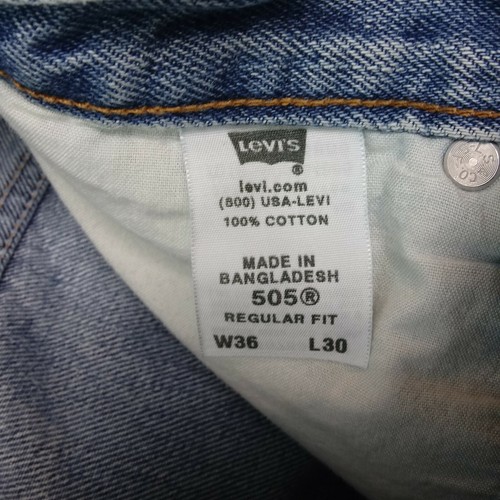 Levi's
®
levi.com
(800) USA-LEVI
100% COTTON
MADE IN
BANGLADESH
505®
REGULAR FIT
W36 L30